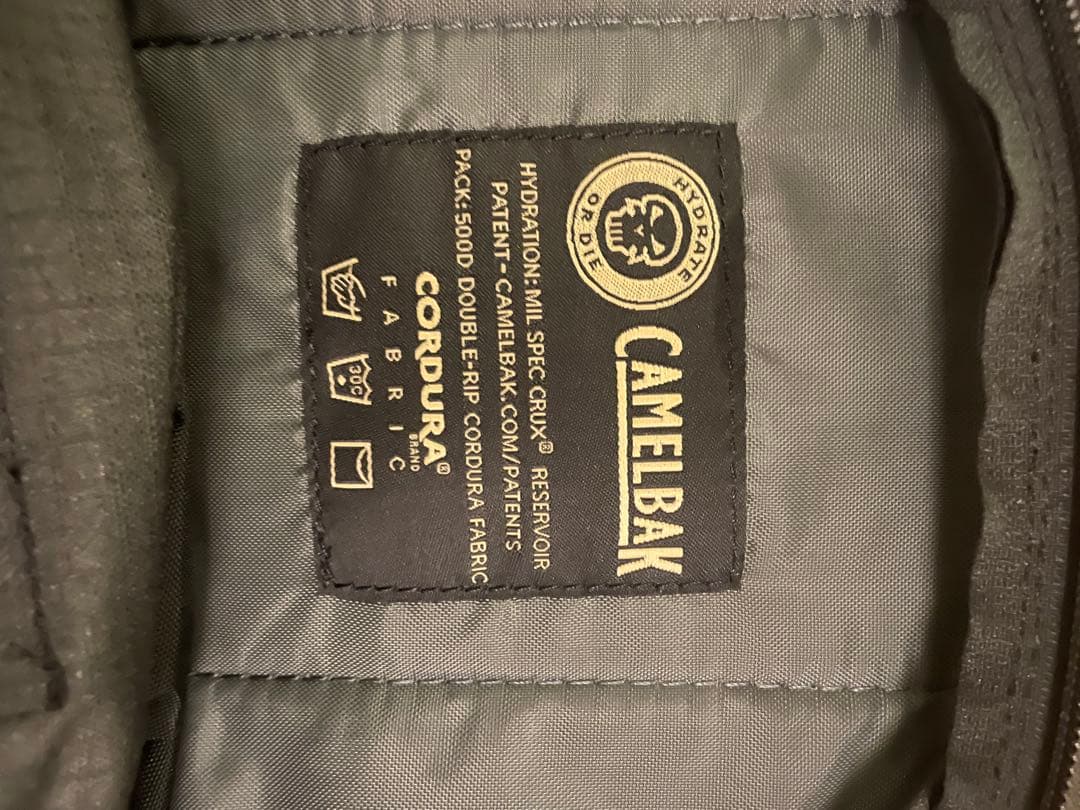 HYDRATE
OR DIE
CAMELBAK
HYDRATION: MIL SPEC CRUX® RESERVOIR
PATENT-CAMELBAK.COM/PATENTS
PACK: 500D DOUBLE-RIP CORDURA FABRIC
CORDURA®
BRAND
FABRIC
30C